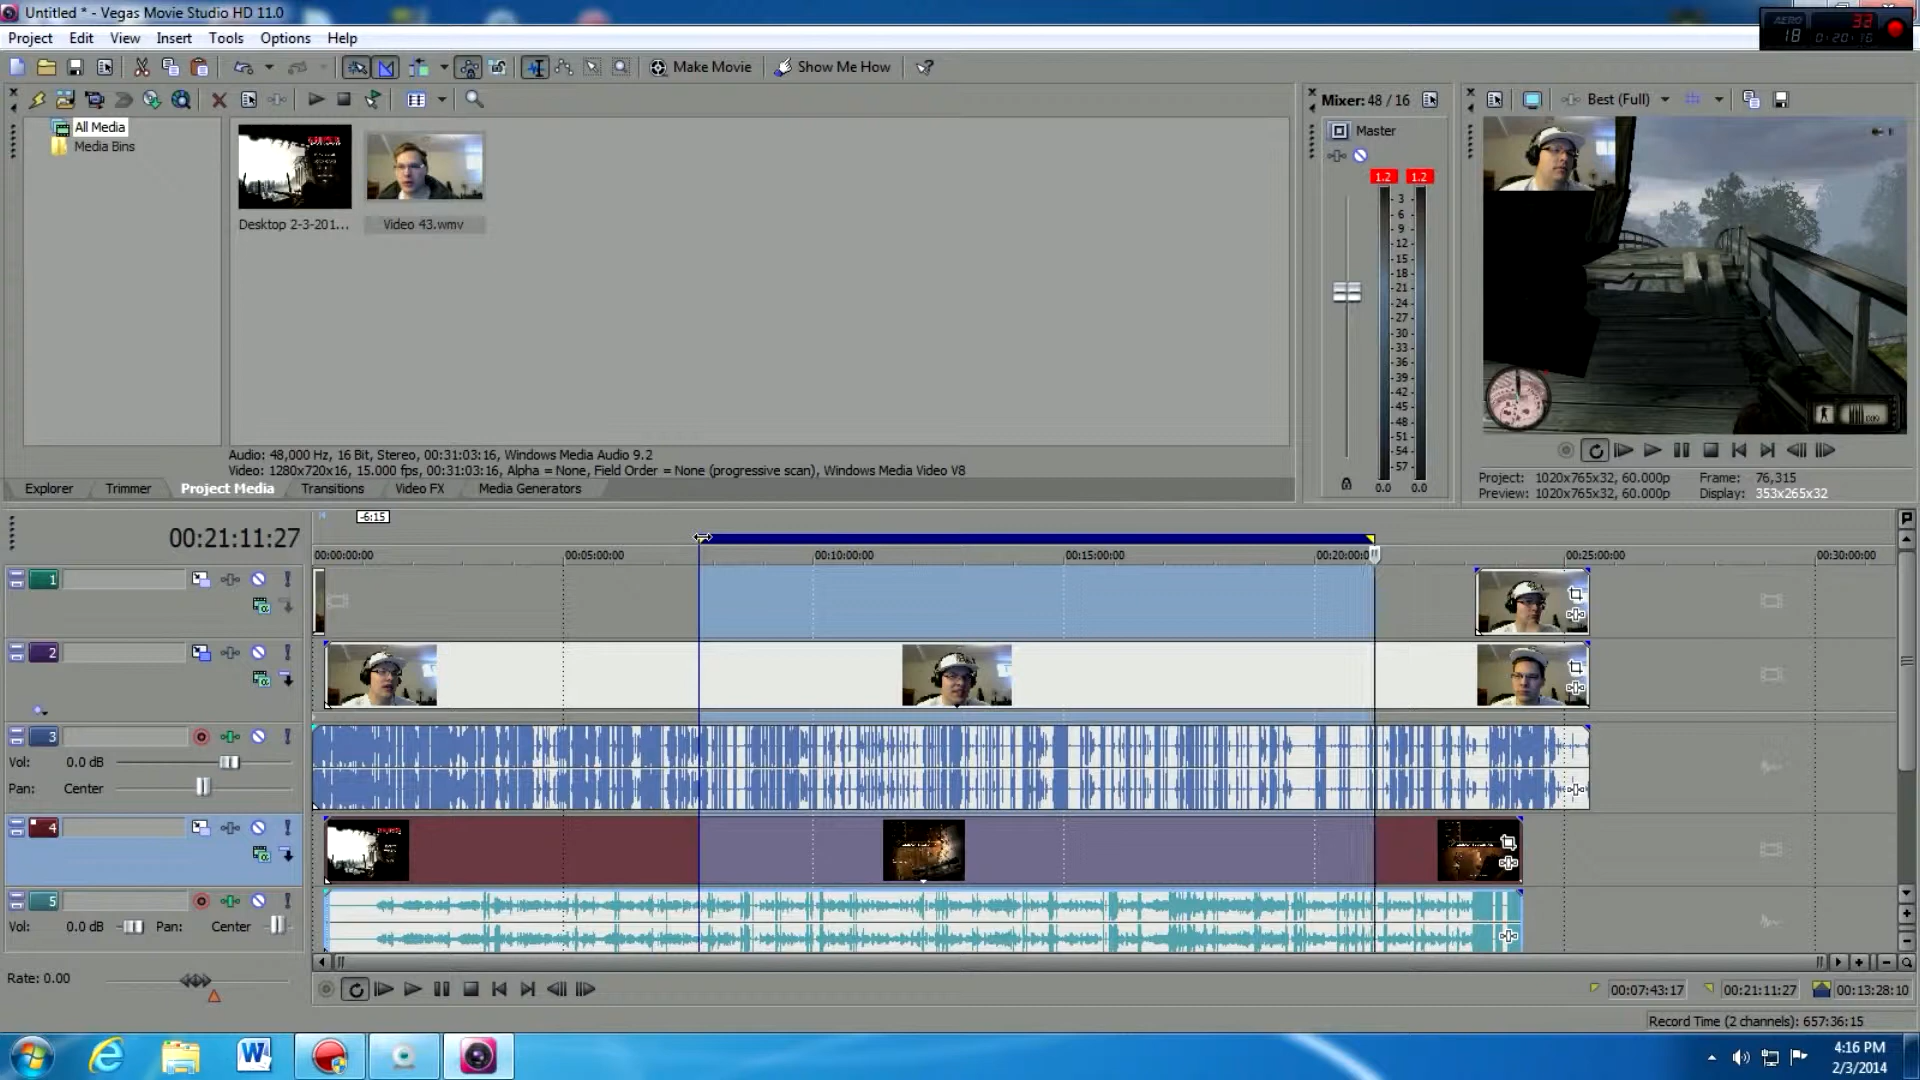 Untitled * - Vegas Movie Studio HD 11.0
AERO
18
33
0:20:16
Project Edit View Insert Tools Options Help
Make Movie
Show Me How
All Media
Media Bins
Desktop 2-3-201...
Video 43.wmv
Audio: 48,000 Hz, 16 Bit, Stereo, 00:31:03:16, Windows Media Audio 9.2
Video: 1280x720x16, 15.000 fps, 00:31:03:16, Alpha = None, Field Order = None (progressive scan), Windows Media Video V8
Explorer Trimmer Project Media Transitions Video FX Media Generators
Mixer: 48 / 16
Master
1.2 1.2
3
6
9
12
15
18
21
24
27
30
33
36
39
42
45
48
51
54
57
0.0 0.0
Best (Full)
Project: 1020x765x32, 60.000p Frame: 76,315
Preview: 1020x765x32, 60.000p Display: 353x265x32
-6:15
00:21:11:27
00:00:00:00 00:05:00:00 00:10:00:00 00:15:00:00 00:20:00:0 00:25:00:00 00:30:00:00
1
2
3
Vol: 0.0 dB
Pan: Center
4
5
Vol: 0.0 dB Pan: Center
Rate: 0.00
00:07:43:17 00:21:11:27 00:13:28:10
Record Time (2 channels): 657:36:15
4:16 PM
2/3/2014